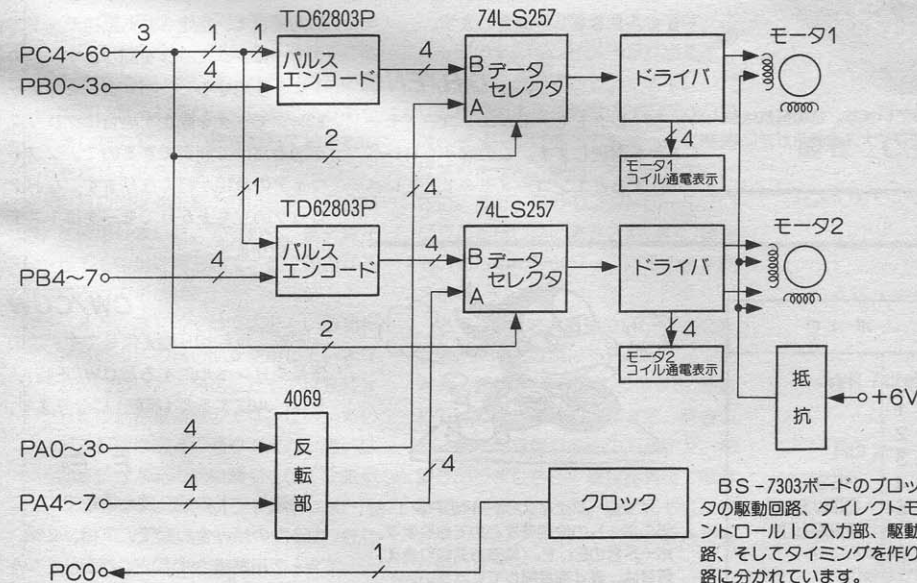 TD62803P
74LS257
モータ1
3
1
1
PC4~6
パルス
エンコード
4
B データ
セレクタ
A
ドライバ
PB0~3
4
2
4
モータ1
コイル通電表示
1
4
TD62803P
74LS257
モータ2
パルス
エンコード
4
B データ
セレクタ
A
ドライバ
PB4~7
4
2
4
モータ2
コイル通電表示
抵
抗
+6V
4069
PA0~3
4
反
転
部
4
PA4~7
4
クロック
PC0
1
BS-7303ボードのブロッ
タの駆動回路、ダイレクトモ
ントロールIC入力部、駆動
路、そしてタイミングを作り
路に分かれています。